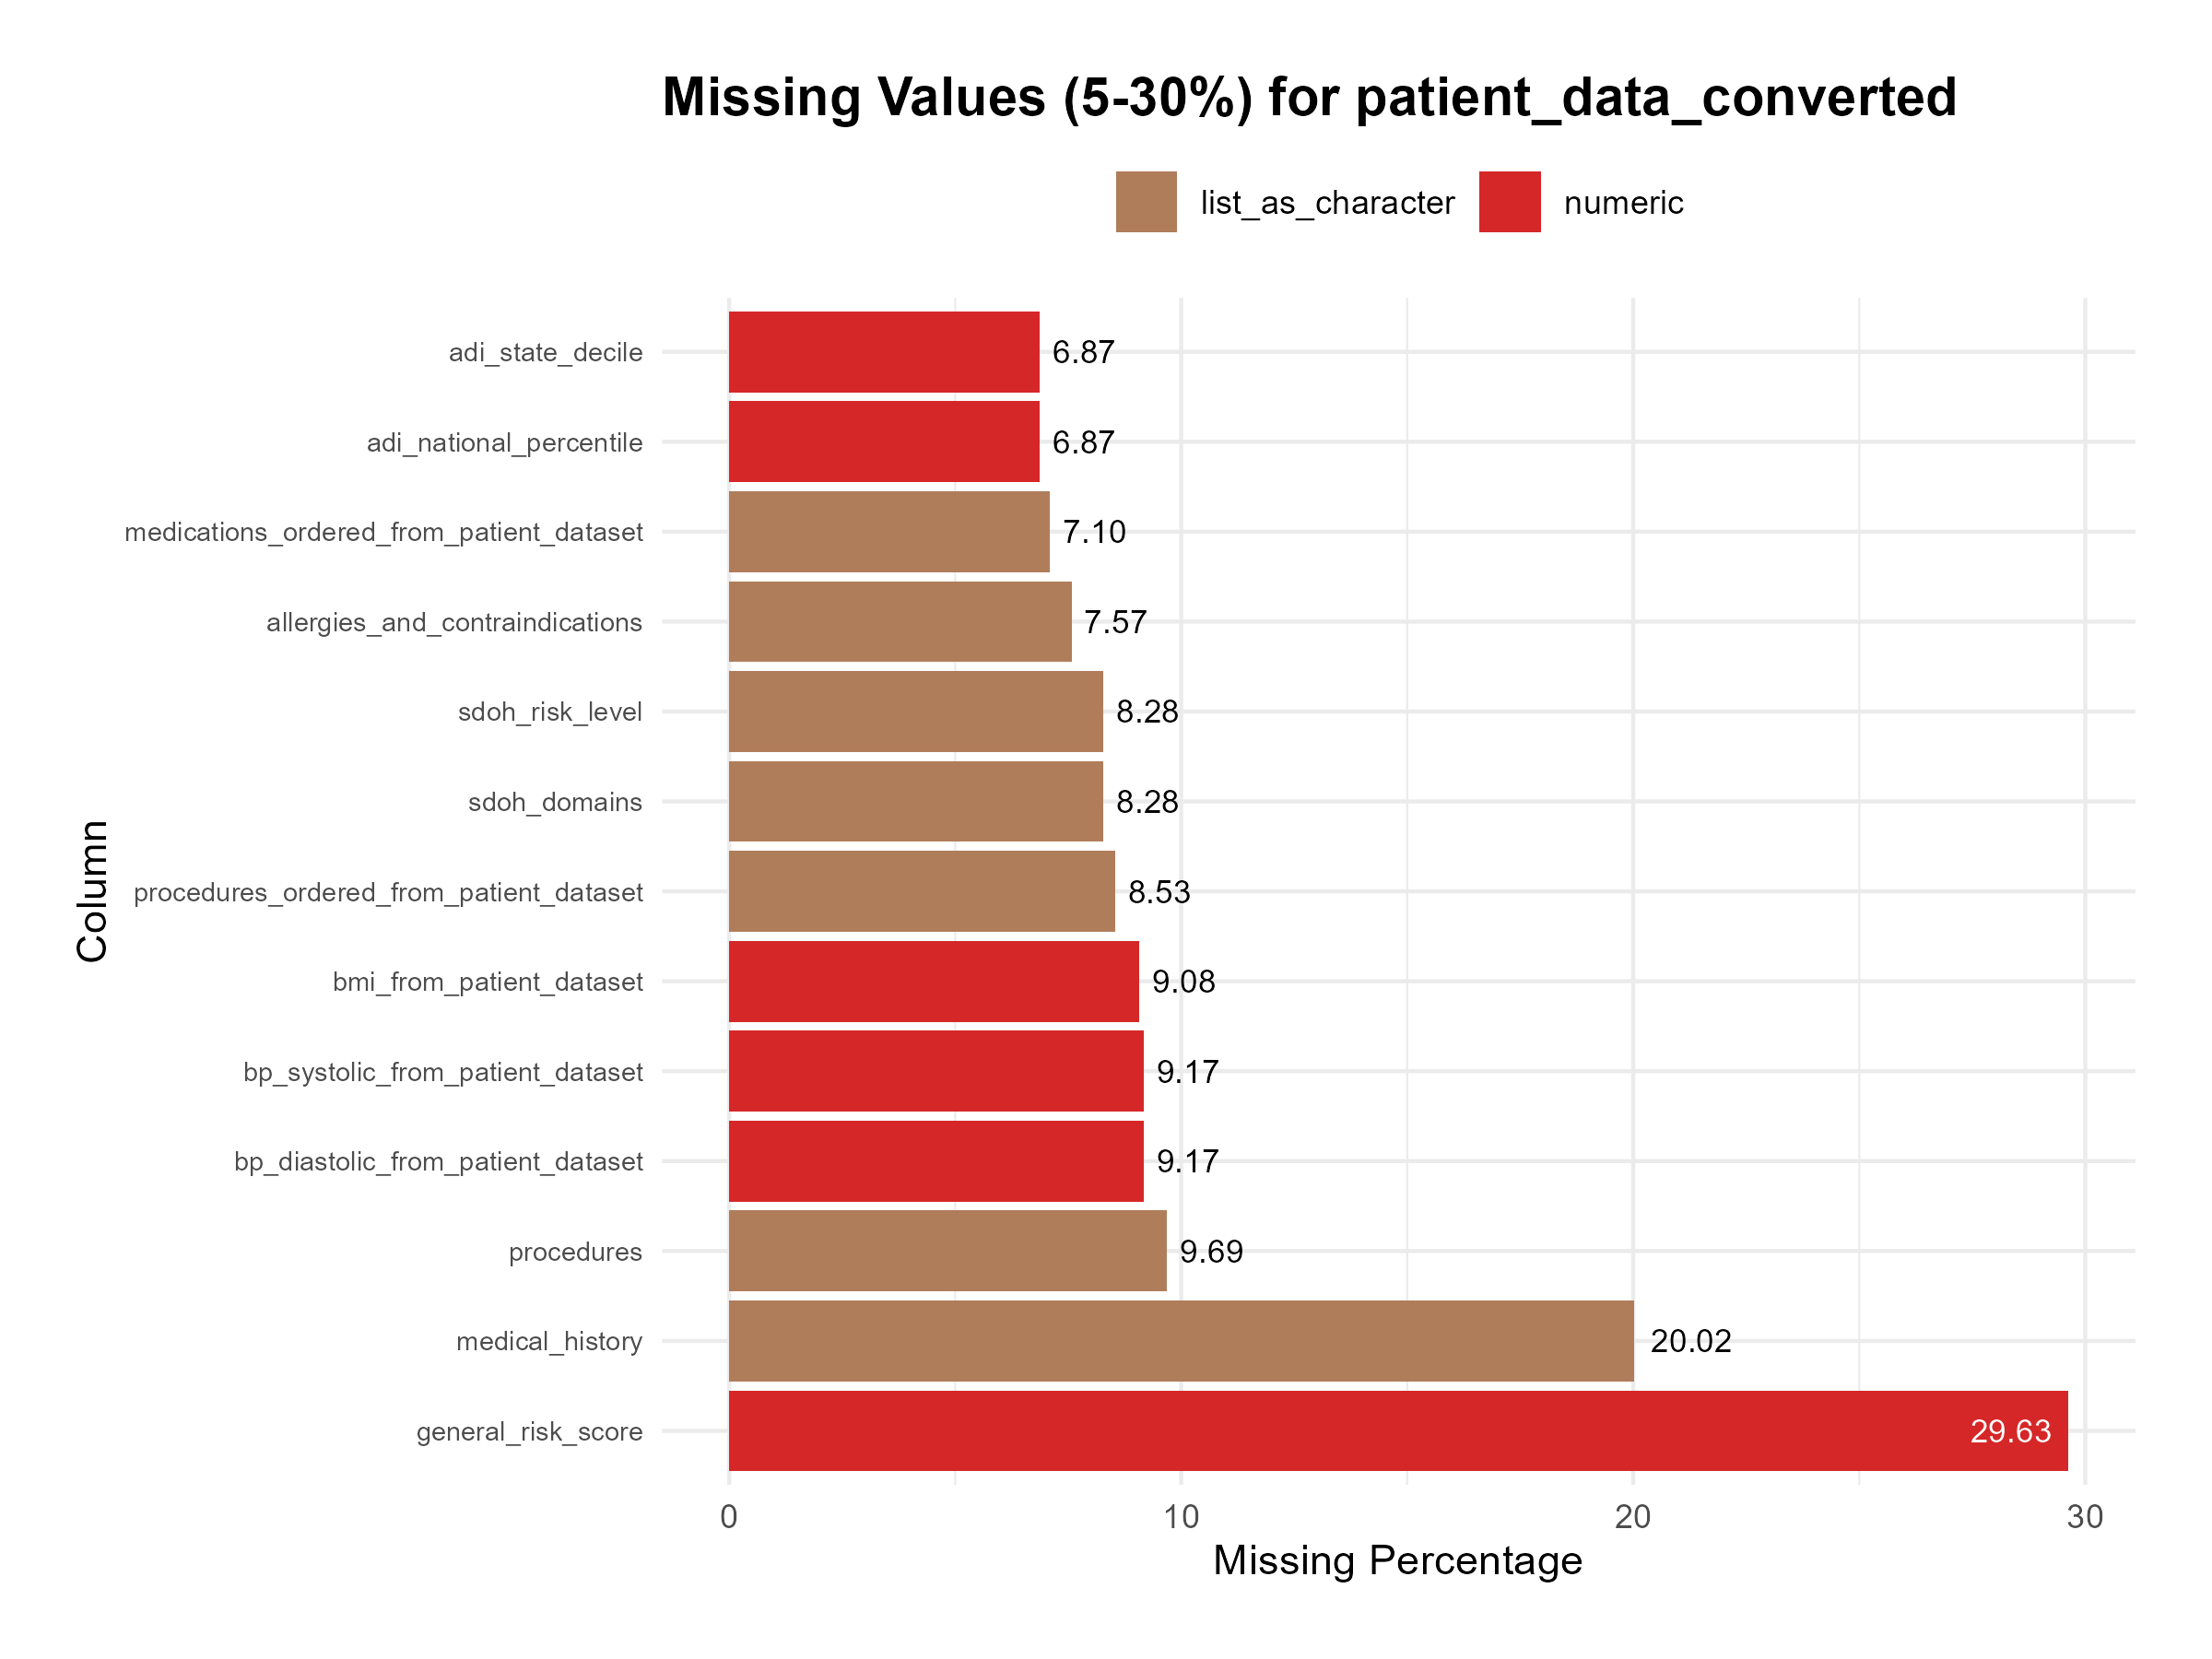 Missing Values (5-30%) for patient_data_converted
list_as_character
numeric
Column
adi_state_decile 6.87
adi_national_percentile 6.87
medications_ordered_from_patient_dataset 7.10
allergies_and_contraindications 7.57
sdoh_risk_level 8.28
sdoh_domains 8.28
procedures_ordered_from_patient_dataset 8.53
bmi_from_patient_dataset 9.08
bp_systolic_from_patient_dataset 9.17
bp_diastolic_from_patient_dataset 9.17
procedures 9.69
medical_history 20.02
general_risk_score 29.63
0 10 20 30
Missing Percentage